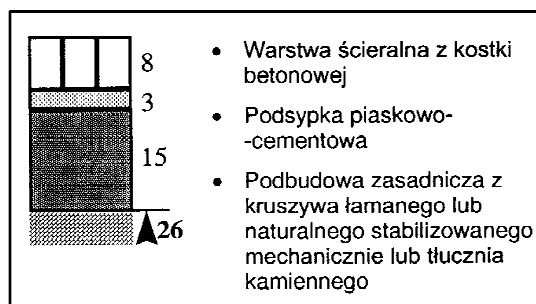 8
3
15
26
• Warstwa ścieralna z kostki
betonowej
• Podsypka piaskowo-
-cementowa
• Podbudowa zasadnicza z
kruszywa łamanego lub
naturalnego stabilizowanego
mechanicznie lub tłucznia
kamiennego